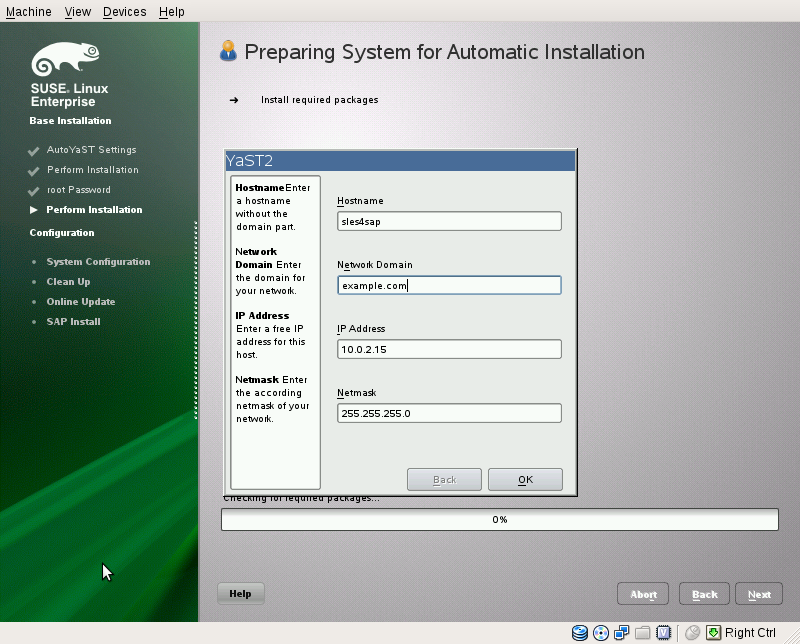 Machine View Devices Help
SUSE® Linux
Enterprise
Base Installation
AutoYaST Settings
Perform Installation
root Password
Perform Installation
Configuration
System Configuration
Clean Up
Online Update
SAP Install
Preparing System for Automatic Installation
Install required packages
YaST2
HostnameEnter
a hostname
without the
domain part.
Network
Domain Enter
the domain for
your network.
IP Address
Enter a free IP
address for this
host.
Netmask Enter
the according
netmask of your
network.
Hostname
sles4sap
Network Domain
example.com
IP Address
10.0.2.15
Netmask
255.255.255.0
Back OK
Checking for required packages...
0%
Help Abort Back Next
Right Ctrl